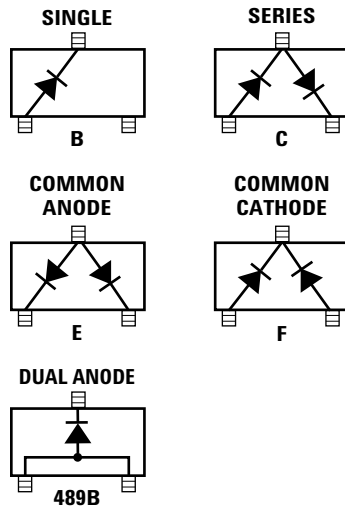 SINGLE
B
SERIES
C
COMMON
ANODE
E
COMMON
CATHODE
F
DUAL ANODE
489B